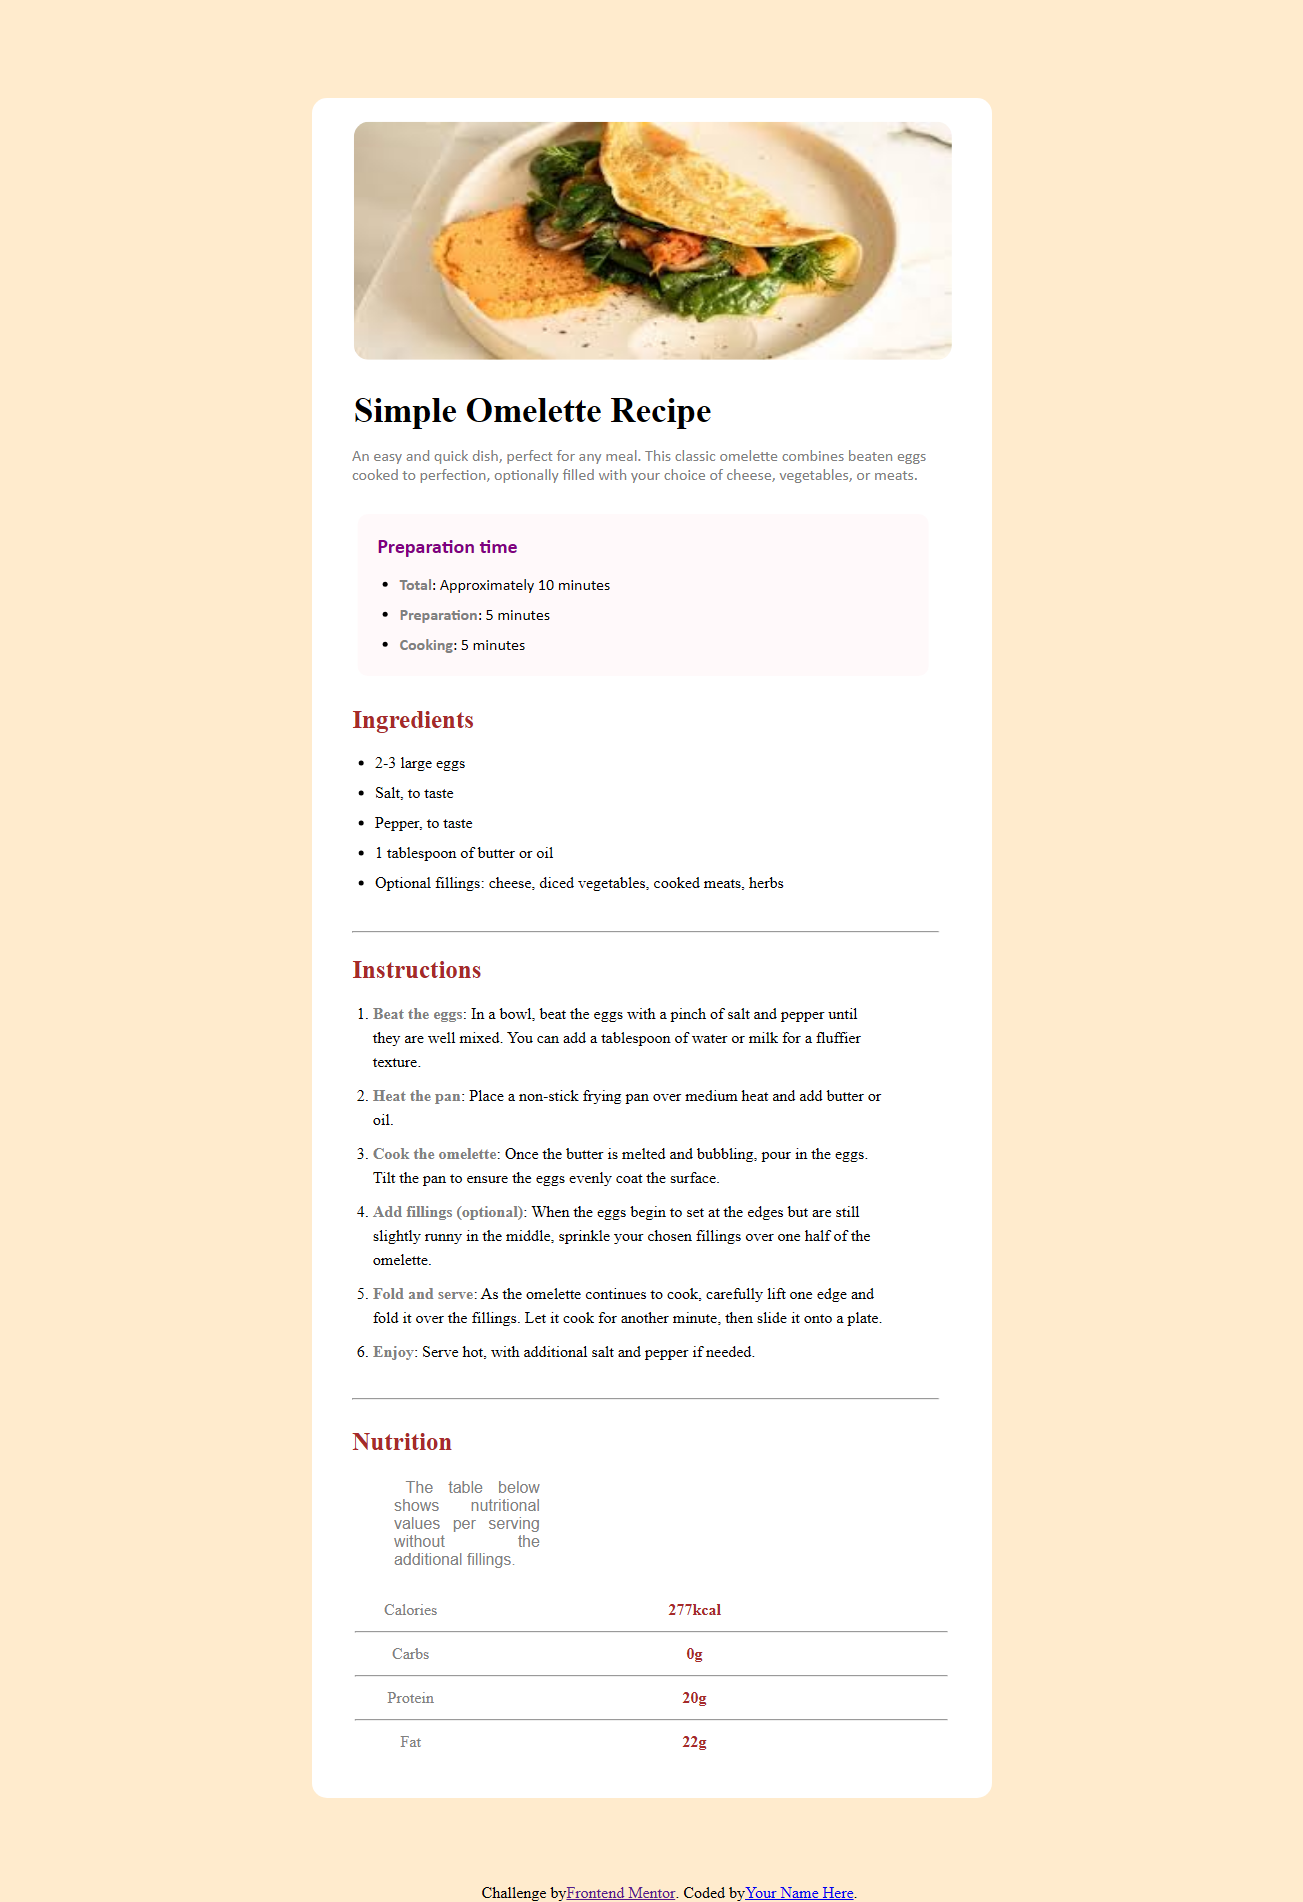 Simple Omelette Recipe
An easy and quick dish, perfect for any meal. This classic omelette combines beaten eggs
cooked to perfection, optionally filled with your choice of cheese, vegetables, or meats.
Preparation time
• Total: Approximately 10 minutes
• Preparation: 5 minutes
• Cooking: 5 minutes
Ingredients
• 2-3 large eggs
• Salt, to taste
• Pepper, to taste
• 1 tablespoon of butter or oil
• Optional fillings: cheese, diced vegetables, cooked meats, herbs
Instructions
1. Beat the eggs: In a bowl, beat the eggs with a pinch of salt and pepper until
they are well mixed. You can add a tablespoon of water or milk for a fluffier
texture.
2. Heat the pan: Place a non-stick frying pan over medium heat and add butter or
oil.
3. Cook the omelette: Once the butter is melted and bubbling, pour in the eggs.
Tilt the pan to ensure the eggs evenly coat the surface.
4. Add fillings (optional): When the eggs begin to set at the edges but are still
slightly runny in the middle, sprinkle your chosen fillings over one half of the
omelette.
5. Fold and serve: As the omelette continues to cook, carefully lift one edge and
fold it over the fillings. Let it cook for another minute, then slide it onto a plate.
6. Enjoy: Serve hot, with additional salt and pepper if needed.
Nutrition
The table below
shows nutritional
values per serving
without the
additional fillings.
Calories 277kcal
Carbs 0g
Protein 20g
Fat 22g
Challenge byFrontend Mentor. Coded byYour Name Here.